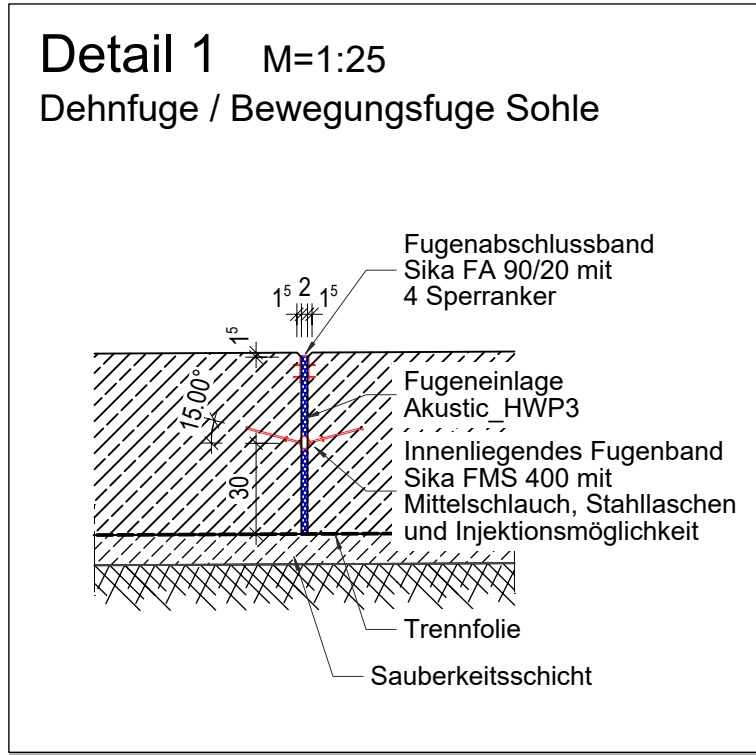 Detail 1 M=1:25
Dehnfuge / Bewegungsfuge Sohle
Fugenabschlussband
Sika FA 90/20 mit
4 Sperranker
1⁵ 2 1⁵
1⁵
Fugeneinlage
Akustic_HWP3
15.00°
Innenliegendes Fugenband
Sika FMS 400 mit
Mittelschlauch, Stahllaschen
und Injektionsmöglichkeit
30
Trennfolie
Sauberkeitsschicht